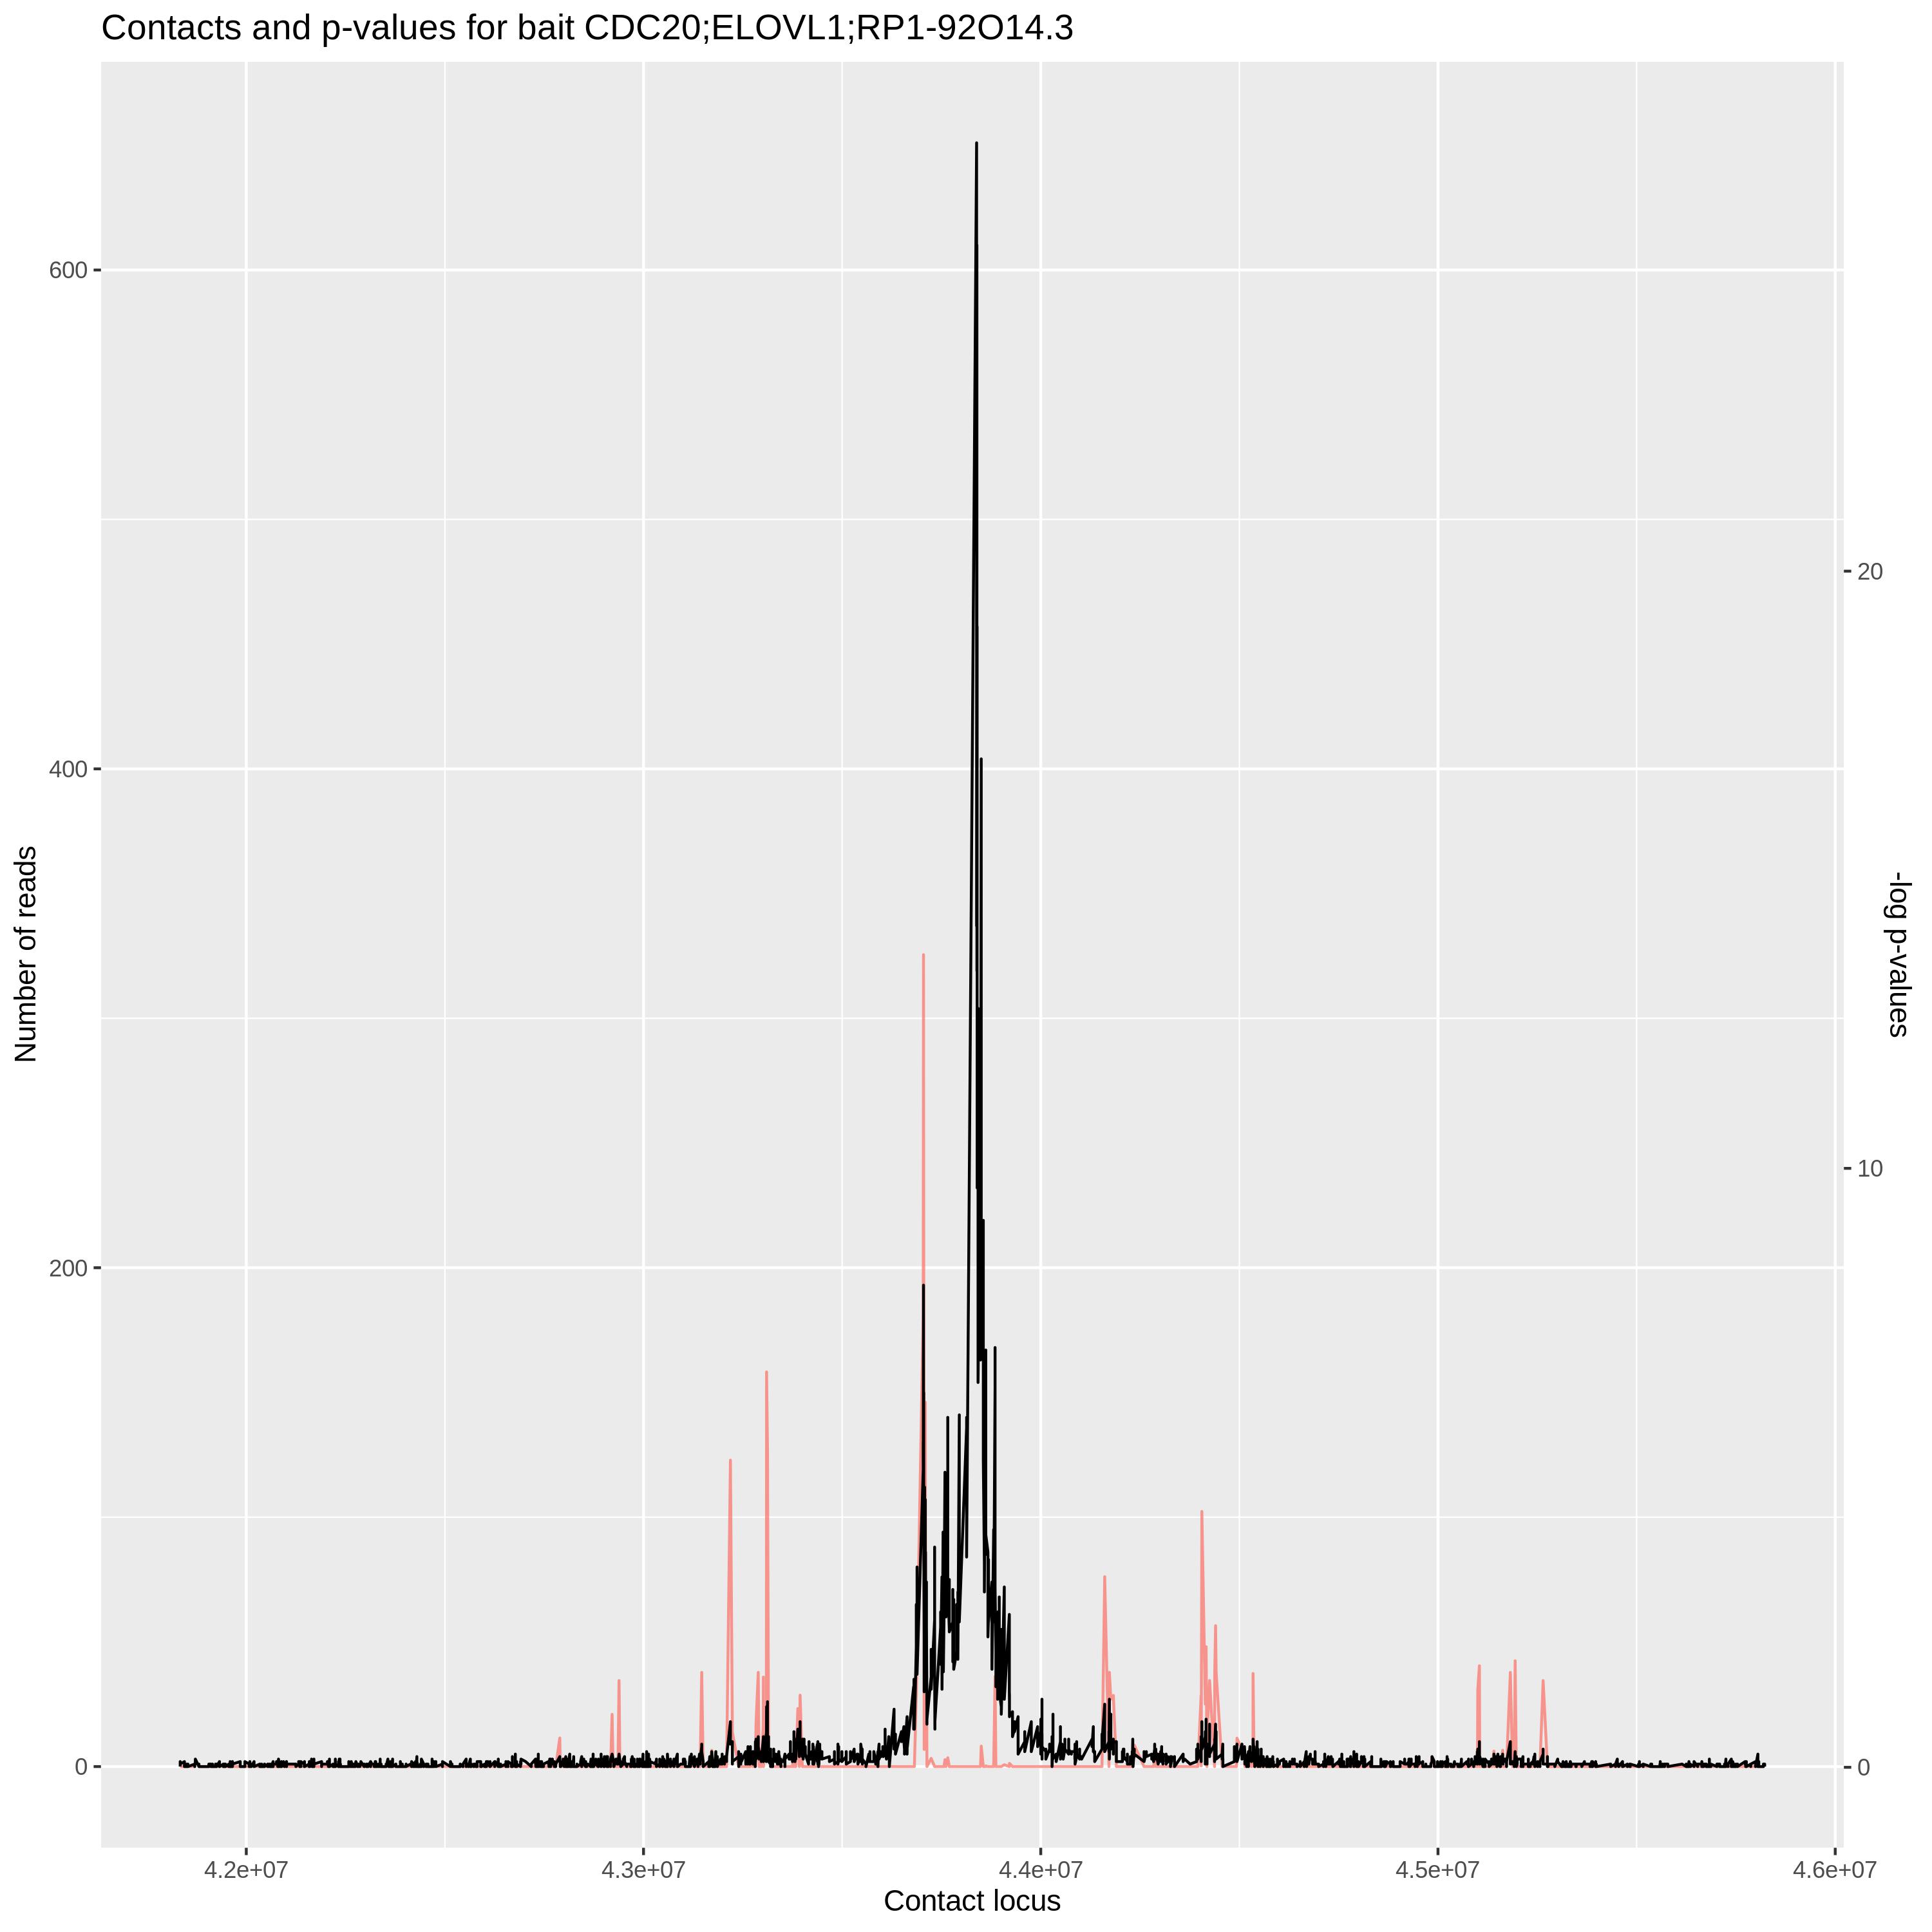 Contacts and p-values for bait CDC20;ELOVL1;RP1-92O14.3
600
400
200
0
Number of reads
20
10
0
-log p-values
4.2e+07 4.3e+07 4.4e+07 4.5e+07 4.6e+07
Contact locus